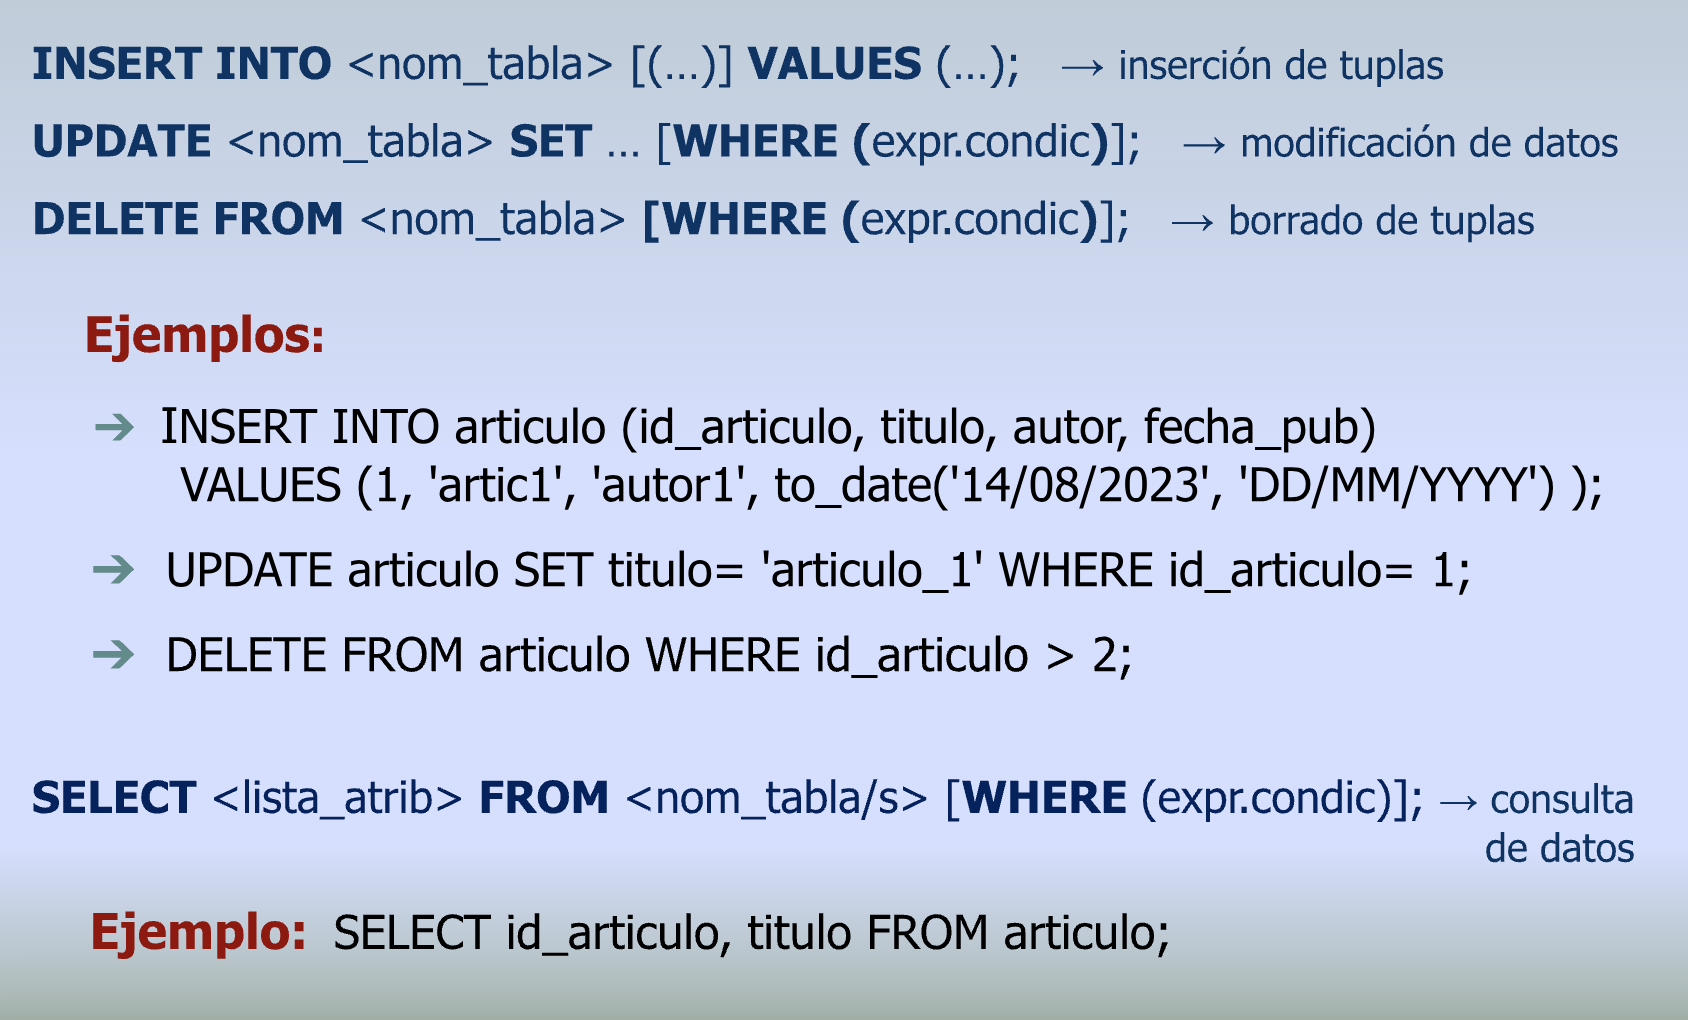 INSERT INTO <nom_tabla> [(...)] VALUES (...); → inserción de tuplas
UPDATE <nom_tabla> SET ... [WHERE (expr.condic)]; → modificación de datos
DELETE FROM <nom_tabla> [WHERE (expr.condic)]; → borrado de tuplas
Ejemplos:
➔ INSERT INTO articulo (id_articulo, titulo, autor, fecha_pub)
VALUES (1, 'artic1', 'autor1', to_date('14/08/2023', 'DD/MM/YYYY') );
➔ UPDATE articulo SET titulo= 'articulo_1' WHERE id_articulo= 1;
➔ DELETE FROM articulo WHERE id_articulo > 2;
SELECT <lista_atrib> FROM <nom_tabla/s> [WHERE (expr.condic)]; → consulta
de datos
Ejemplo: SELECT id_articulo, titulo FROM articulo;